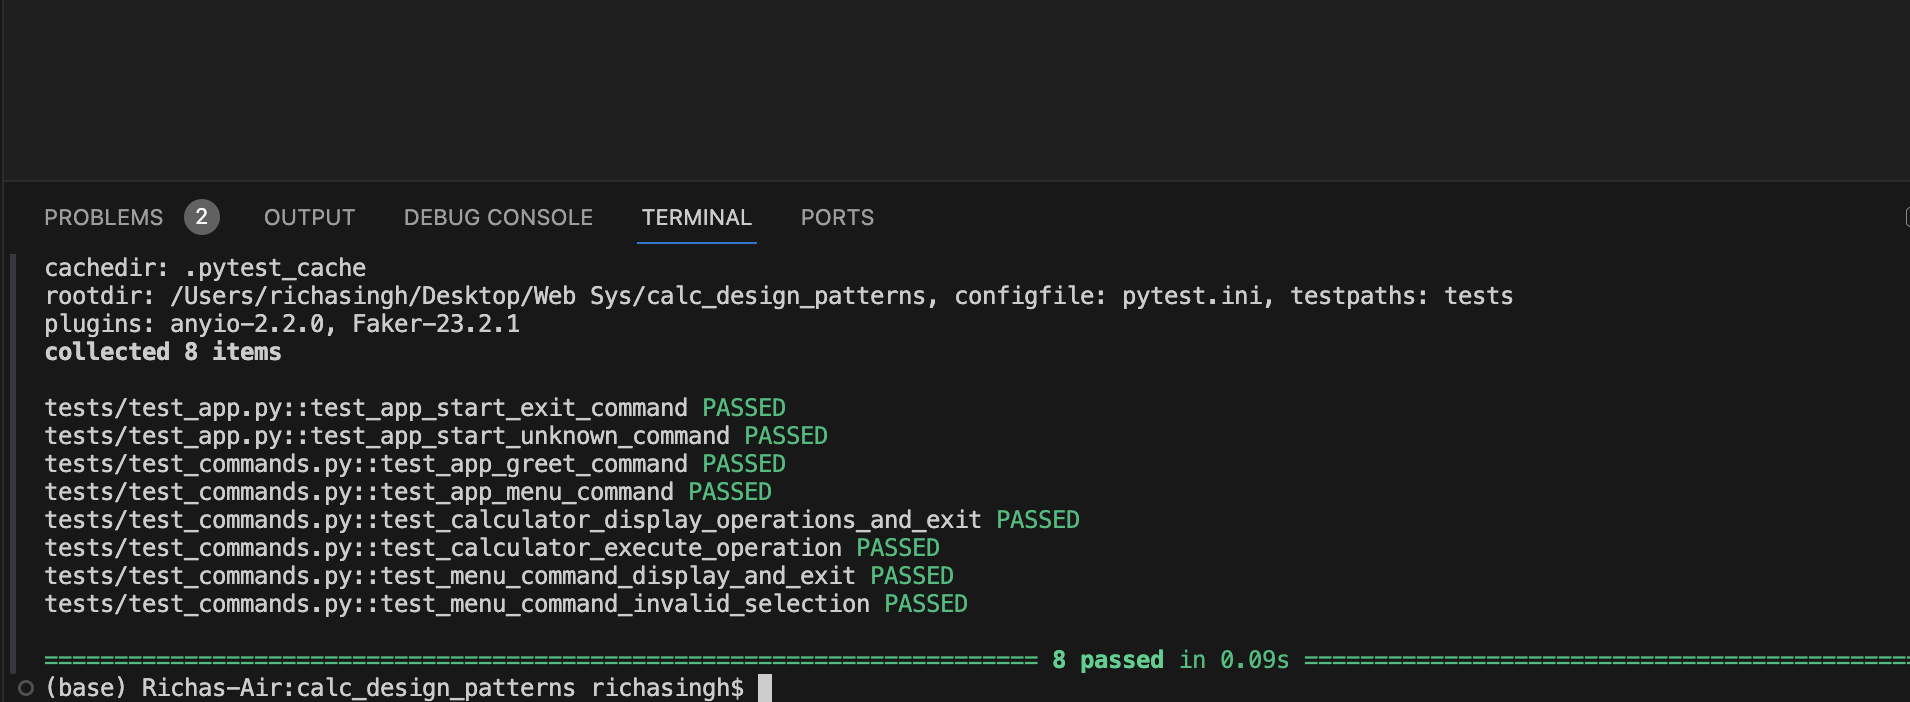 PROBLEMS 2 OUTPUT DEBUG CONSOLE TERMINAL PORTS
cachedir: .pytest_cache
rootdir: /Users/richasingh/Desktop/Web Sys/calc_design_patterns, configfile: pytest.ini, testpaths: tests
plugins: anyio-2.2.0, Faker-23.2.1
collected 8 items
tests/test_app.py::test_app_start_exit_command PASSED
tests/test_app.py::test_app_start_unknown_command PASSED
tests/test_commands.py::test_app_greet_command PASSED
tests/test_commands.py::test_app_menu_command PASSED
tests/test_commands.py::test_calculator_display_operations_and_exit PASSED
tests/test_commands.py::test_calculator_execute_operation PASSED
tests/test_commands.py::test_menu_command_display_and_exit PASSED
tests/test_commands.py::test_menu_command_invalid_selection PASSED
======================================================================= 8 passed in 0.09s ===========================================
(base) Richas-Air:calc_design_patterns richasingh$